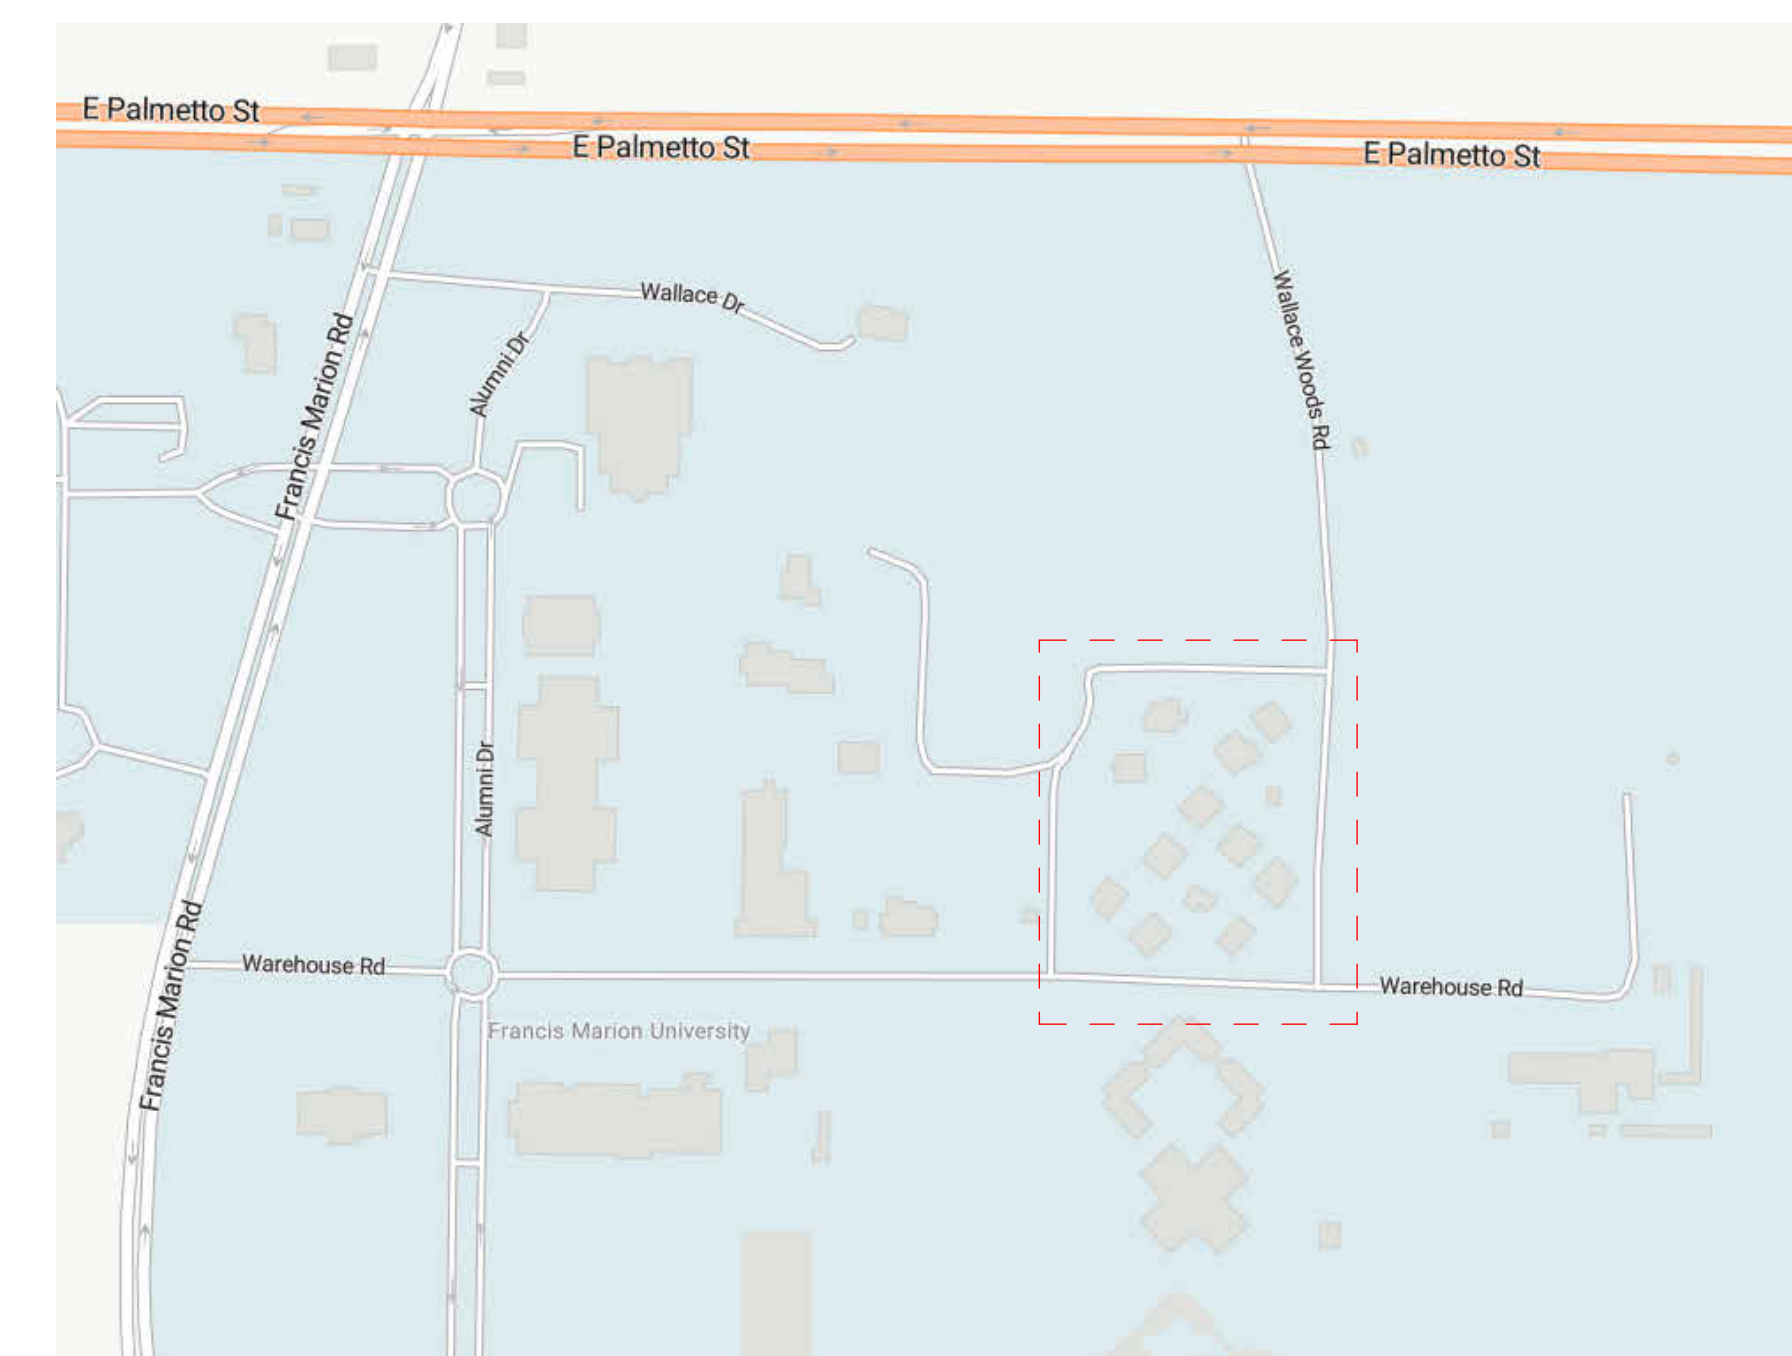 E Palmetto St
E Palmetto St
E Palmetto St
Wallace Dr
Wallace Woods Rd
Francis Marion Rd
Alumni Dr
Alumni Dr
Francis Marion Rd
Warehouse Rd
Warehouse Rd
Francis Marion University